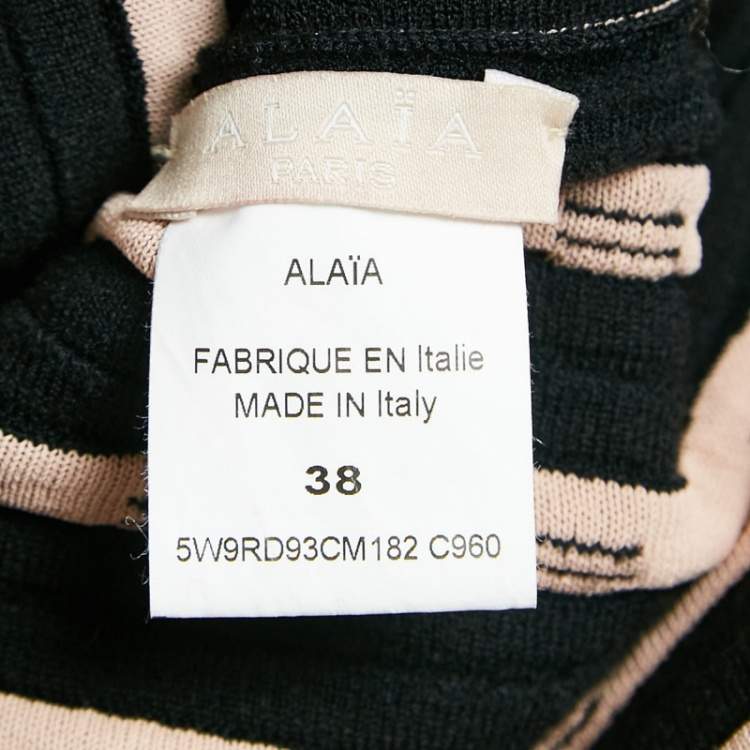 ALAÏA
PARIS
ALAÏA
FABRIQUE EN Italie
MADE IN Italy
38
5W9RD93CM182 C960